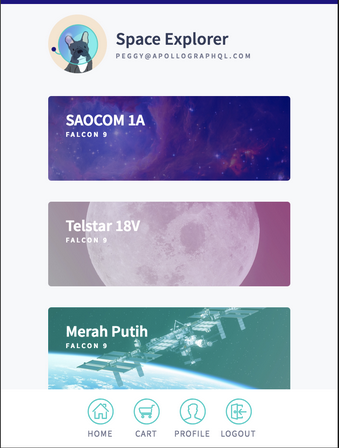 Space Explorer
PEGGY@APOLLOGRAPHQL.COM
SAOCOM 1A
FALCON 9
Telstar 18V
FALCON 9
Merah Putih
FALCON 9
HOME CART PROFILE LOGOUT